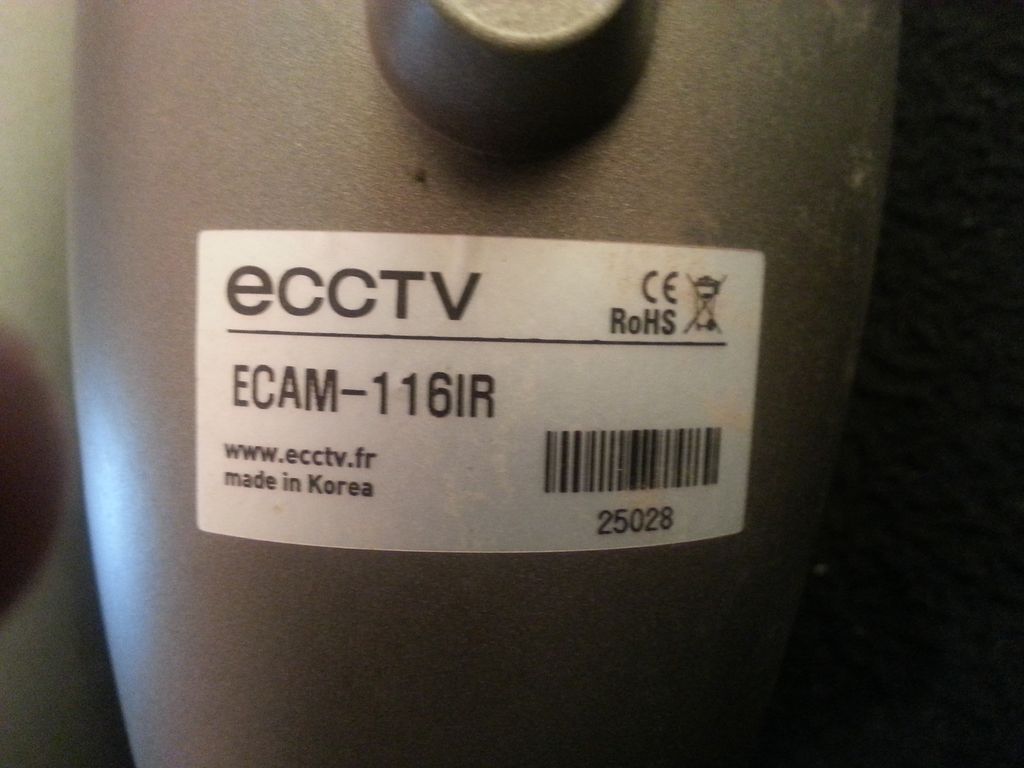 eCCTV
CE
RoHS
ECAM-116IR
www.ecctv.fr
made in Korea
25028